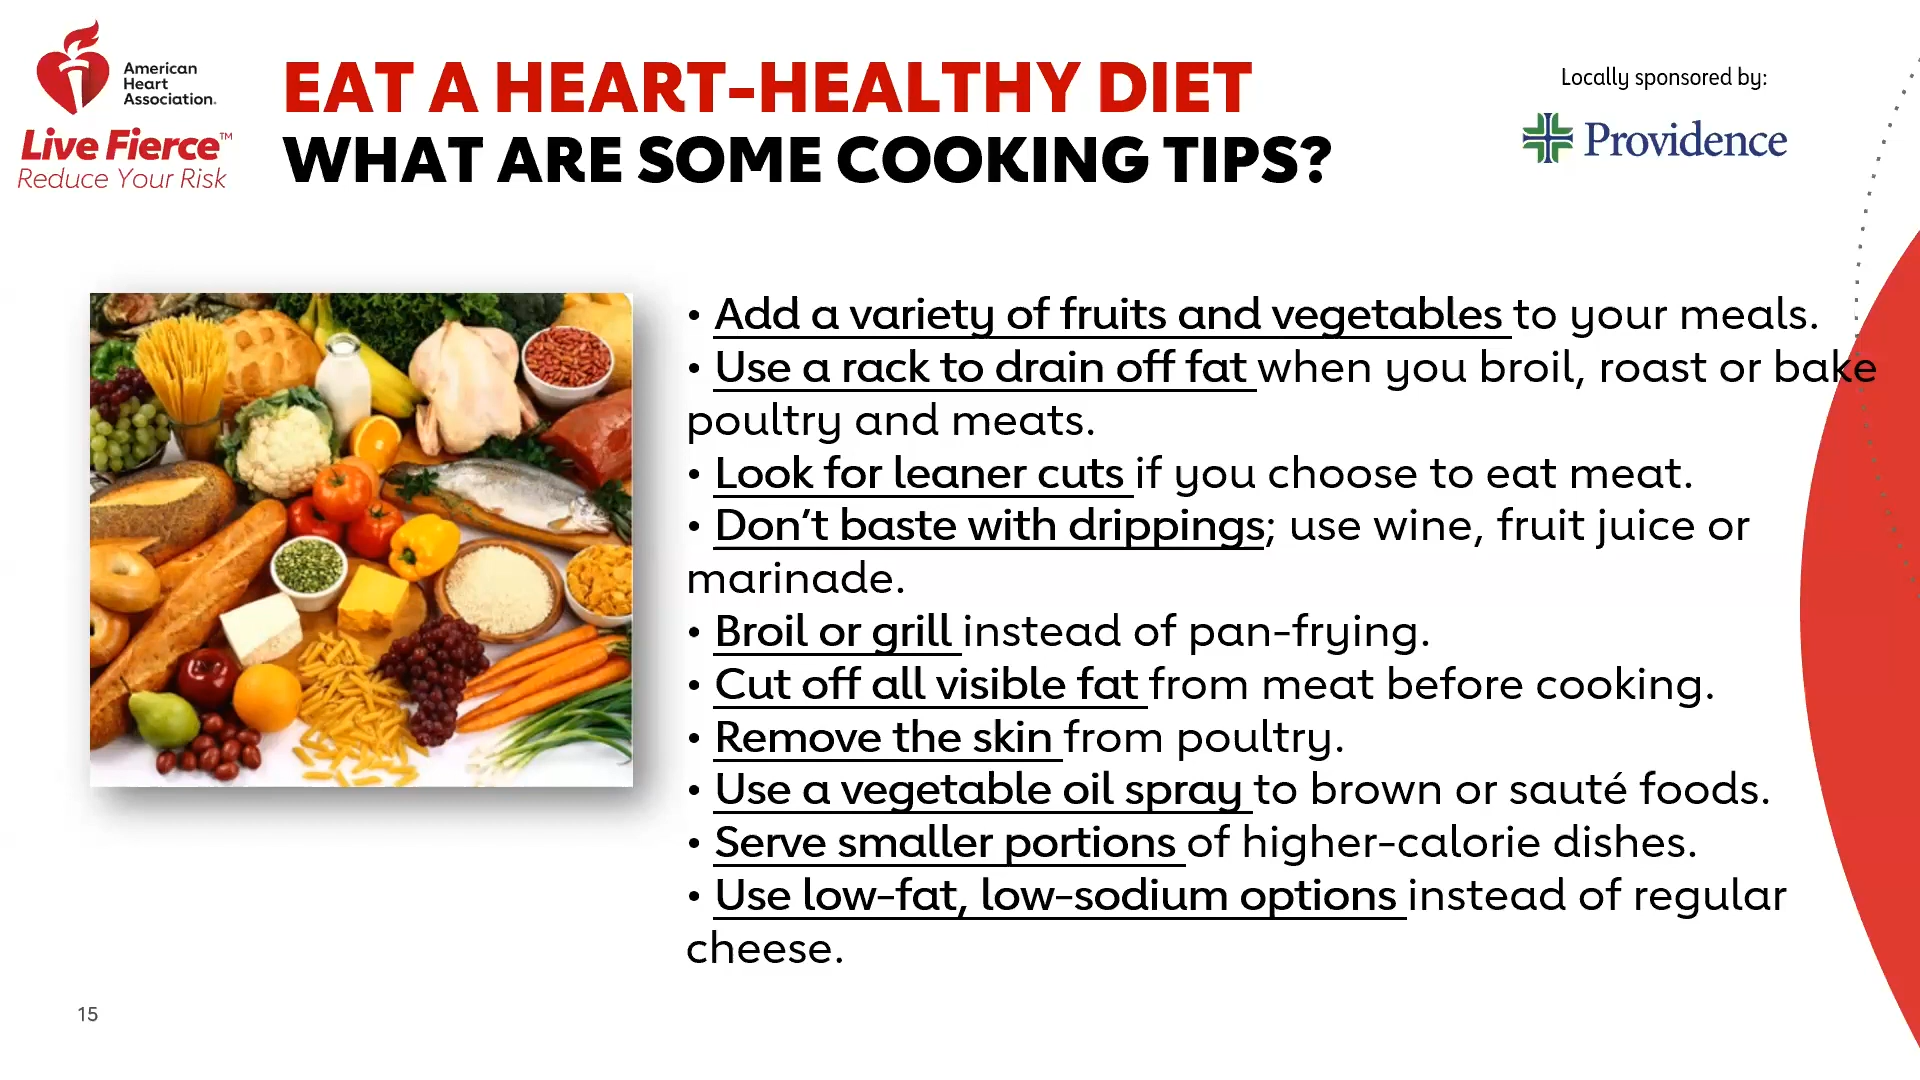 American
Heart
Association.
Live Fierce™
Reduce Your Risk
EAT A HEART-HEALTHY DIET
WHAT ARE SOME COOKING TIPS?
Locally sponsored by:
Providence
• Add a variety of fruits and vegetables to your meals.
• Use a rack to drain off fat when you broil, roast or bake
poultry and meats.
• Look for leaner cuts if you choose to eat meat.
• Don’t baste with drippings; use wine, fruit juice or
marinade.
• Broil or grill instead of pan-frying.
• Cut off all visible fat from meat before cooking.
• Remove the skin from poultry.
• Use a vegetable oil spray to brown or sauté foods.
• Serve smaller portions of higher-calorie dishes.
• Use low-fat, low-sodium options instead of regular
cheese.
15